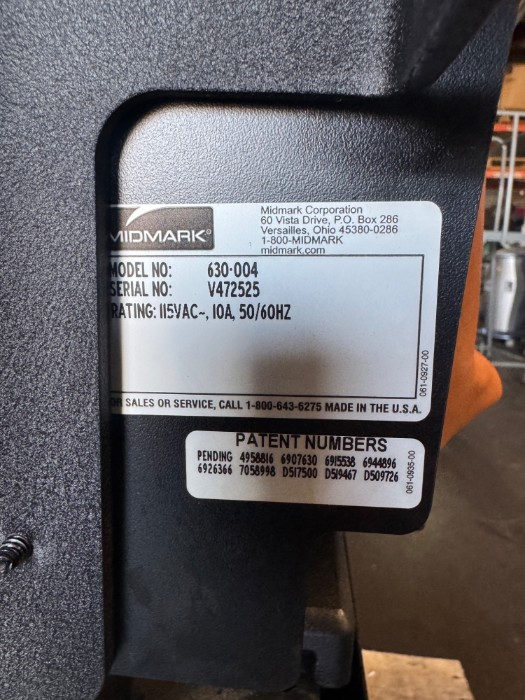 MIDMARK®
Midmark Corporation
60 Vista Drive, P.O. Box 286
Versailles, Ohio 45380-0286
1-800-MIDMARK
midmark.com
MODEL NO: 630-004
SERIAL NO: V472525
RATING: 115VAC~, 10A, 50/60HZ
061-0927-00
OR SALES OR SERVICE, CALL 1-800-643-6275 MADE IN THE U.S.A.
PATENT NUMBERS
PENDING 4958816 6907630 6915538 6944896
6926366 7058998 D517500 D519467 D509726
061-0935-00